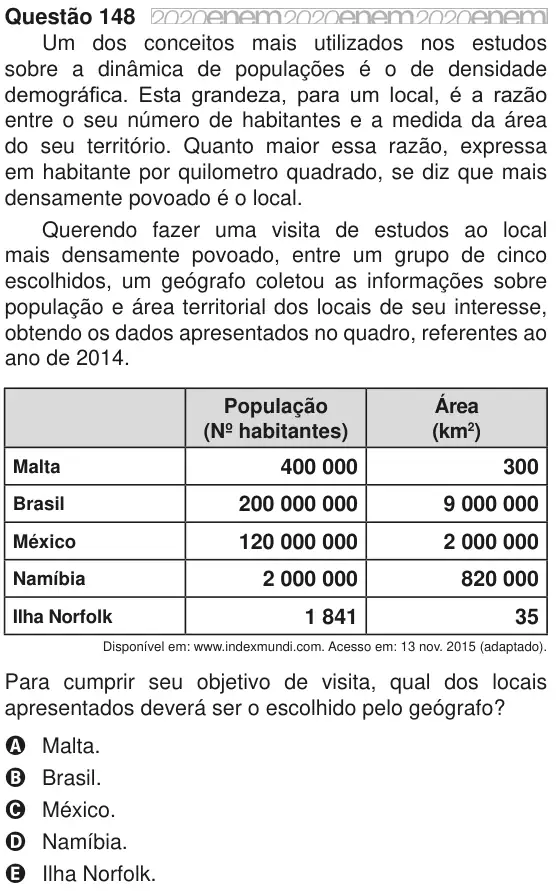 Questão 148 2020enem2020enem2020enem
Um dos conceitos mais utilizados nos estudos
sobre a dinâmica de populações é o de densidade
demográfica. Esta grandeza, para um local, é a razão
entre o seu número de habitantes e a medida da área
do seu território. Quanto maior essa razão, expressa
em habitante por quilometro quadrado, se diz que mais
densamente povoado é o local.
Querendo fazer uma visita de estudos ao local
mais densamente povoado, entre um grupo de cinco
escolhidos, um geógrafo coletou as informações sobre
população e área territorial dos locais de seu interesse,
obtendo os dados apresentados no quadro, referentes ao
ano de 2014.
População Área
(Nº habitantes) (km²)
Malta 400 000 300
Brasil 200 000 000 9 000 000
México 120 000 000 2 000 000
Namíbia 2 000 000 820 000
Ilha Norfolk 1 841 35
Disponível em: www.indexmundi.com. Acesso em: 13 nov. 2015 (adaptado).
Para cumprir seu objetivo de visita, qual dos locais
apresentados deverá ser o escolhido pelo geógrafo?
A Malta.
B Brasil.
C México.
D Namíbia.
E Ilha Norfolk.